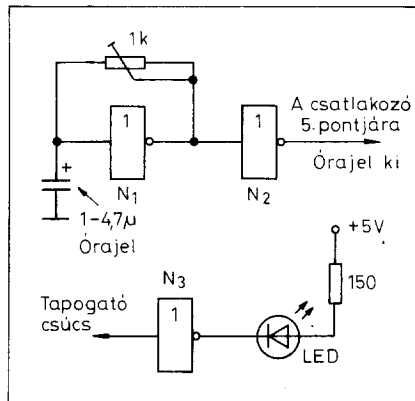 1k
1
1
N1
N2
A csatlakozó
5. pontjára
Órajel ki
+
1-4,7µ
Órajel
+5V
150
N3
1
Tapogató
csúcs
LED